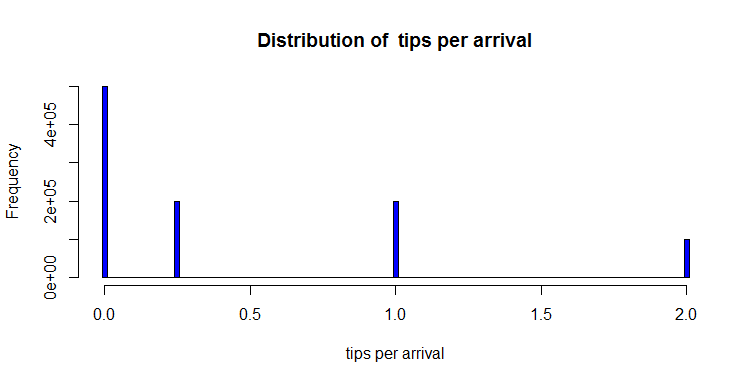 Distribution of  tips per arrival
Frequency
4e+05
2e+05
0e+00
0.0 0.5 1.0 1.5 2.0
tips per arrival